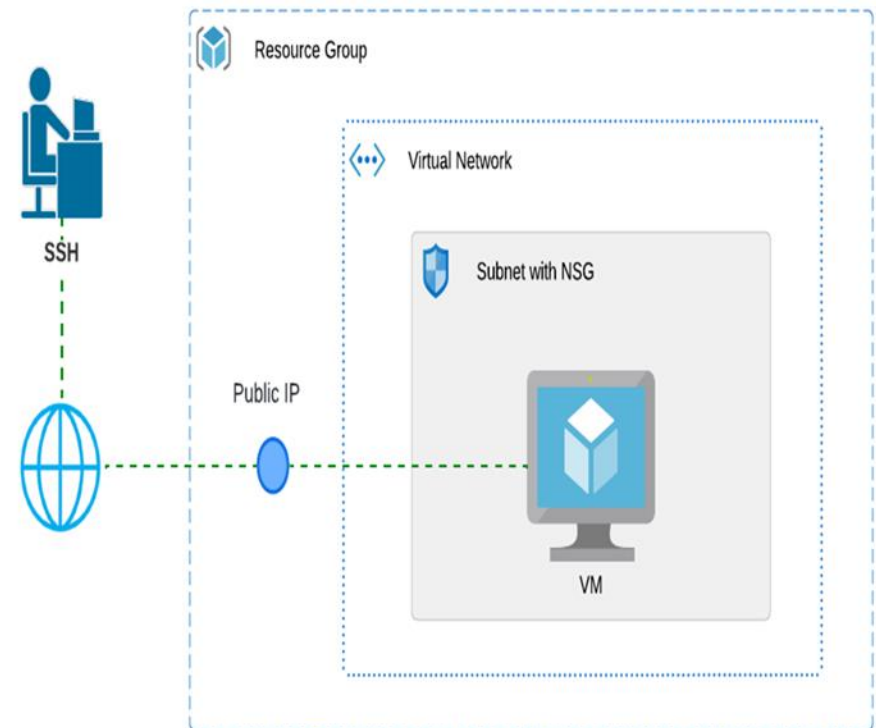 Resource Group
Virtual Network
SSH
Subnet with NSG
Public IP
VM